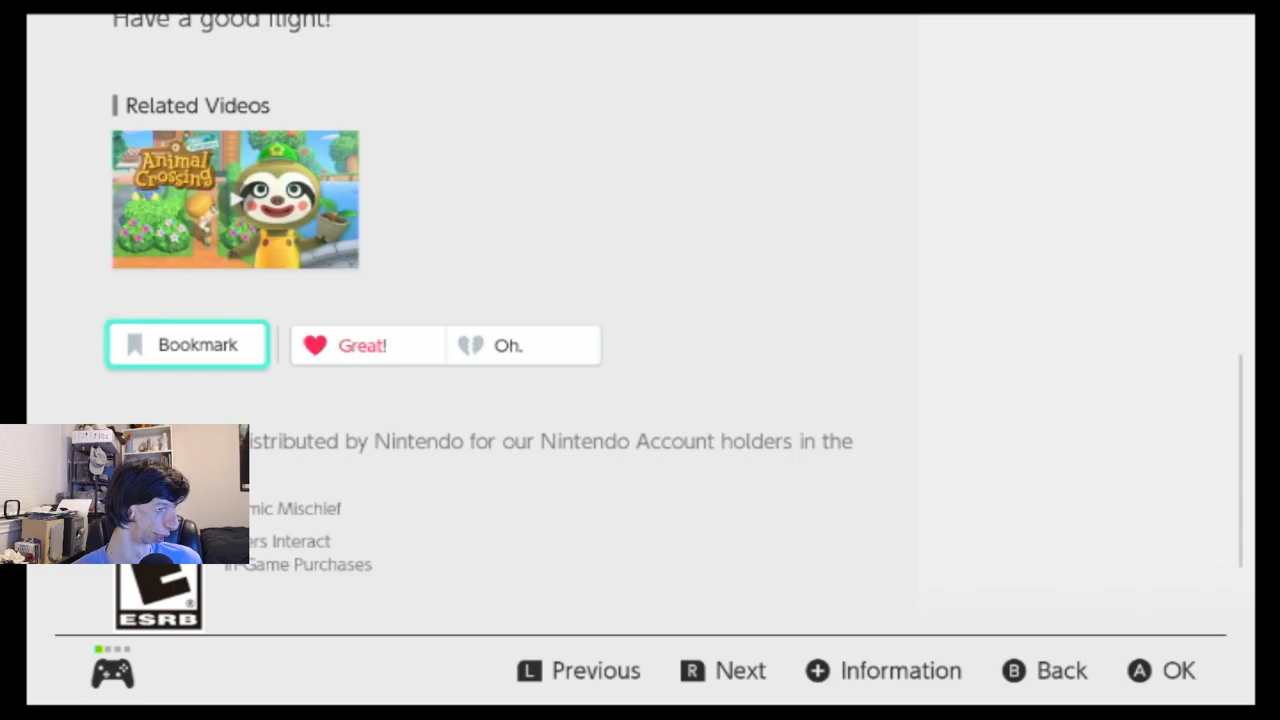 Have a good flight!
Related Videos
Animal
Crossing
Bookmark
Great!
Oh.
istributed by Nintendo for our Nintendo Account holders in the
mic Mischief
ers Interact
In-Game Purchases
E
ESRB
L Previous
R Next
+ Information
B Back
A OK